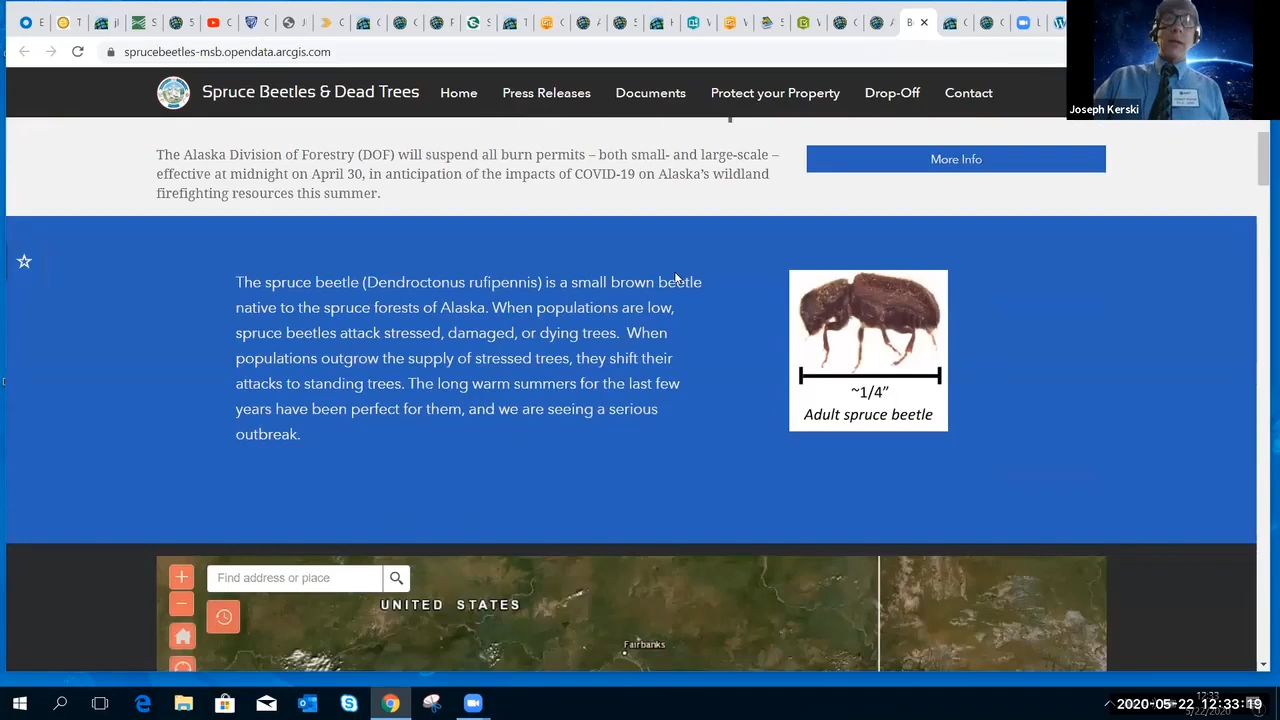 sprucebeetles-msb.opendata.arcgis.com
Joseph Kerski
Spruce Beetles & Dead Trees
Home
Press Releases
Documents
Protect your Property
Drop-Off
Contact
The Alaska Division of Forestry (DOF) will suspend all burn permits – both small- and large-scale –
effective at midnight on April 30, in anticipation of the impacts of COVID-19 on Alaska's wildland
firefighting resources this summer.
More Info
The spruce beetle (Dendroctonus rufipennis) is a small brown beetle
native to the spruce forests of Alaska. When populations are low,
spruce beetles attack stressed, damaged, or dying trees. When
populations outgrow the supply of stressed trees, they shift their
attacks to standing trees. The long warm summers for the last few
years have been perfect for them, and we are seeing a serious
outbreak.
~1/4”
Adult spruce beetle
Find address or place
UNITED STATES
Fairbanks
12:33
2020-05-22 12:33:19